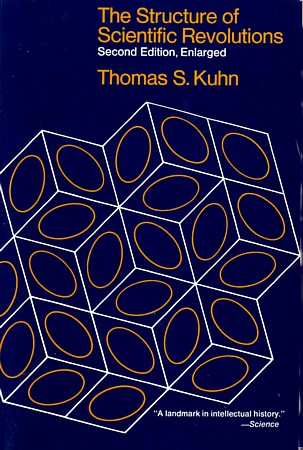 The Structure of
Scientific Revolutions
Second Edition, Enlarged
Thomas S. Kuhn
"A landmark in intellectual history."
—Science